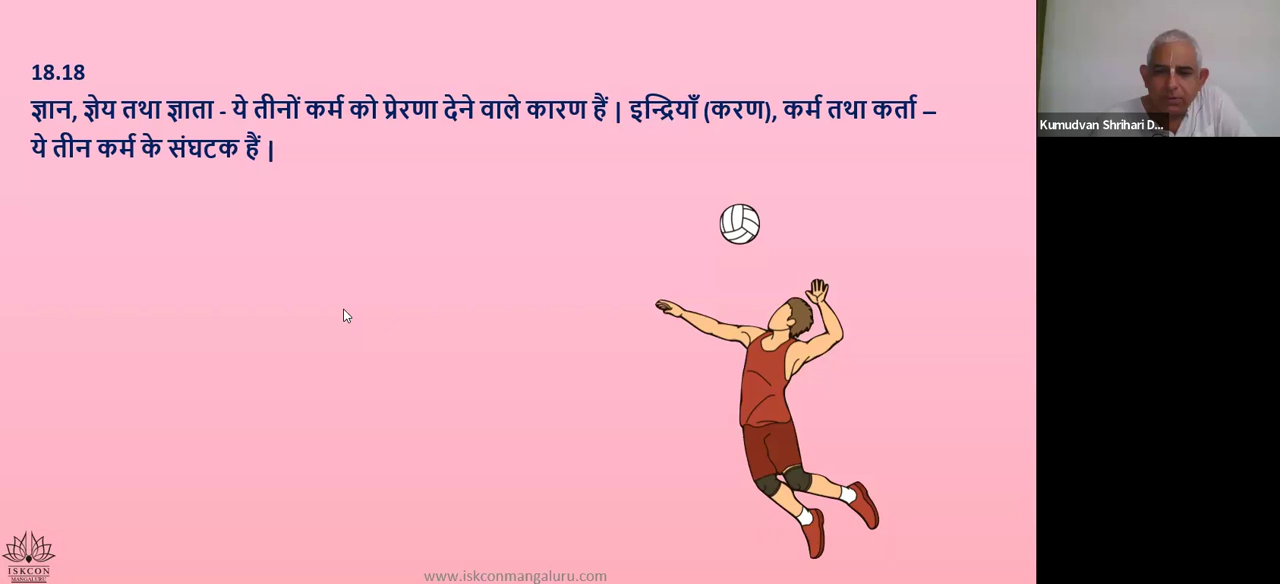 18.18
ज्ञान, ज्ञेय तथा ज्ञाता - ये तीनों कर्म को प्रेरणा देने वाले कारण हैं | इन्द्रियाँ (करण), कर्म तथा कर्ता –
ये तीन कर्म के संघटक हैं |
Kumudvan Shrihari D...
ISKCON
MANGALURU
www.iskconmangaluru.com